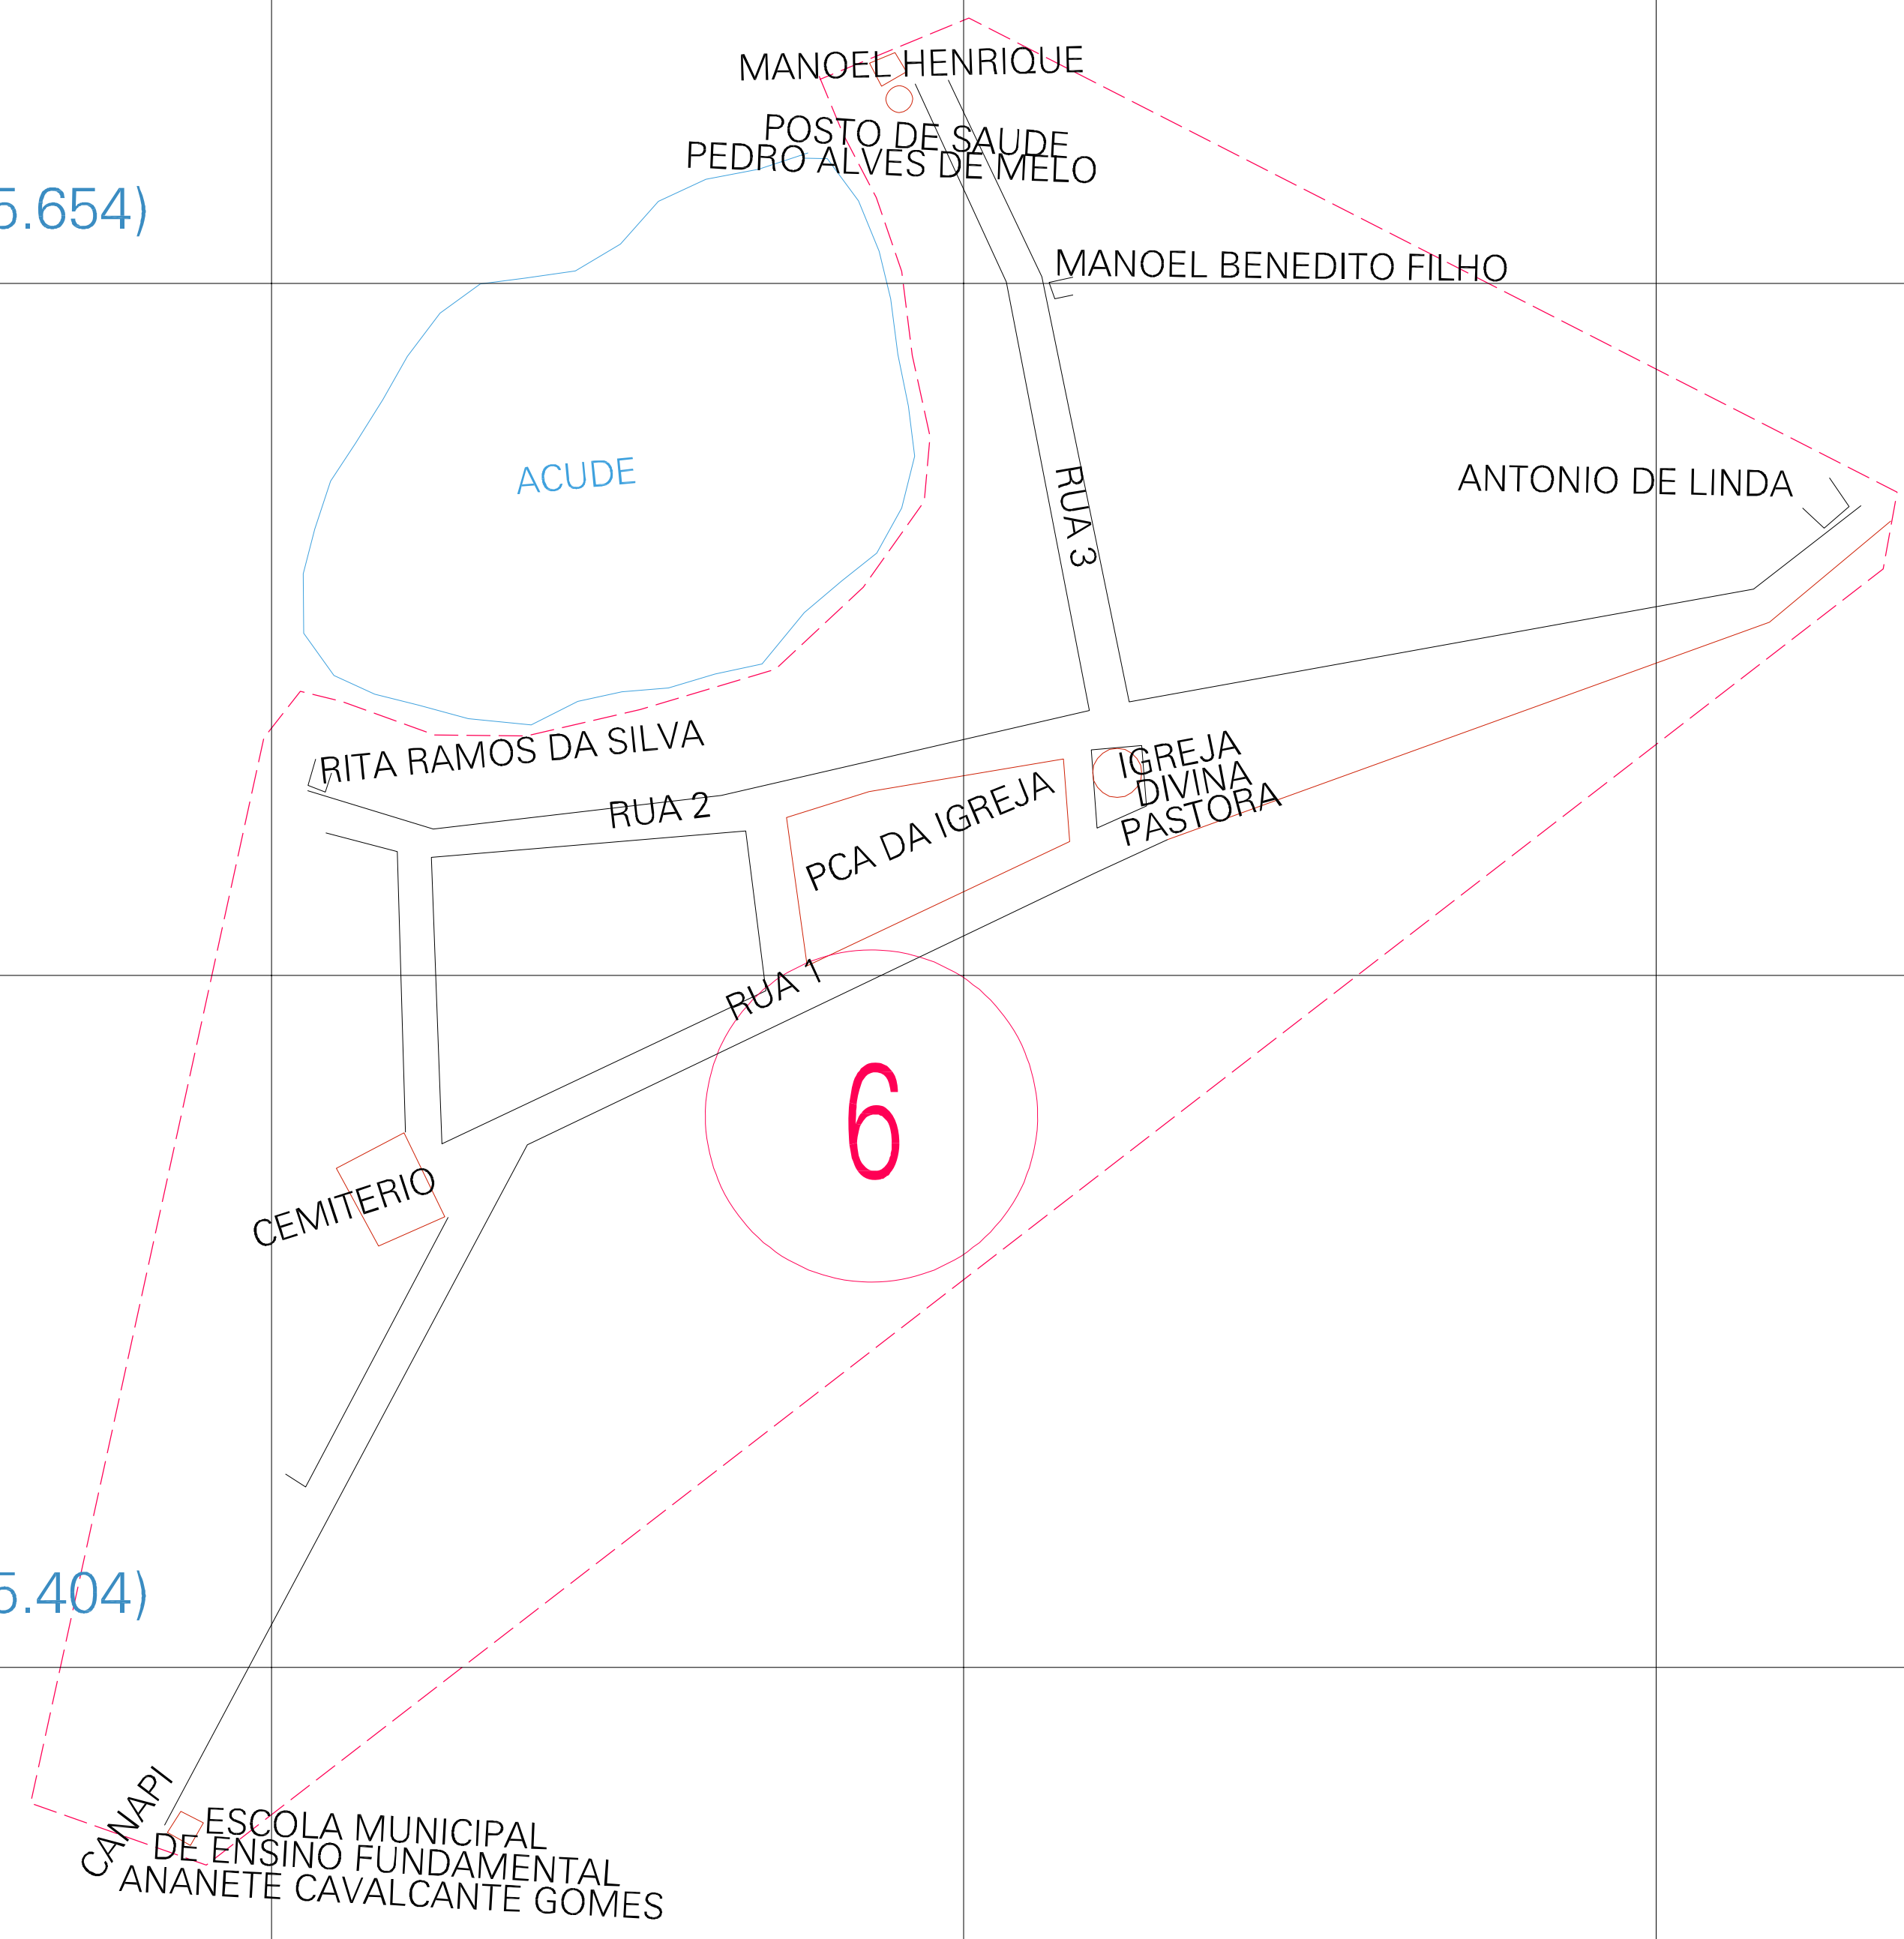 MANOEL HENRIQUE
POSTO DE SAUDE
PEDRO ALVES DE MELO
5.654)
MANOEL BENEDITO FILHO
ACUDE
ANTONIO DE LINDA
RUA 3
RITA RAMOS DA SILVA
IGREJA
DIVINA
PASTORA
RUA 2
PCA DA IGREJA
RUA 1
6
CEMITERIO
5.404)
CANAPI
ESCOLA MUNICIPAL
DE ENSINO FUNDAMENTAL
ANANETE CAVALCANTE GOMES